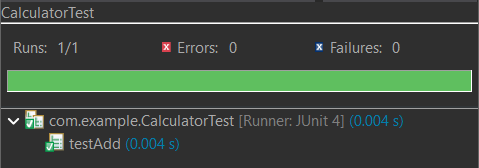 CalculatorTest
Runs: 1/1 Errors: 0 Failures: 0
com.example.CalculatorTest [Runner: JUnit 4] (0.004 s)
testAdd (0.004 s)